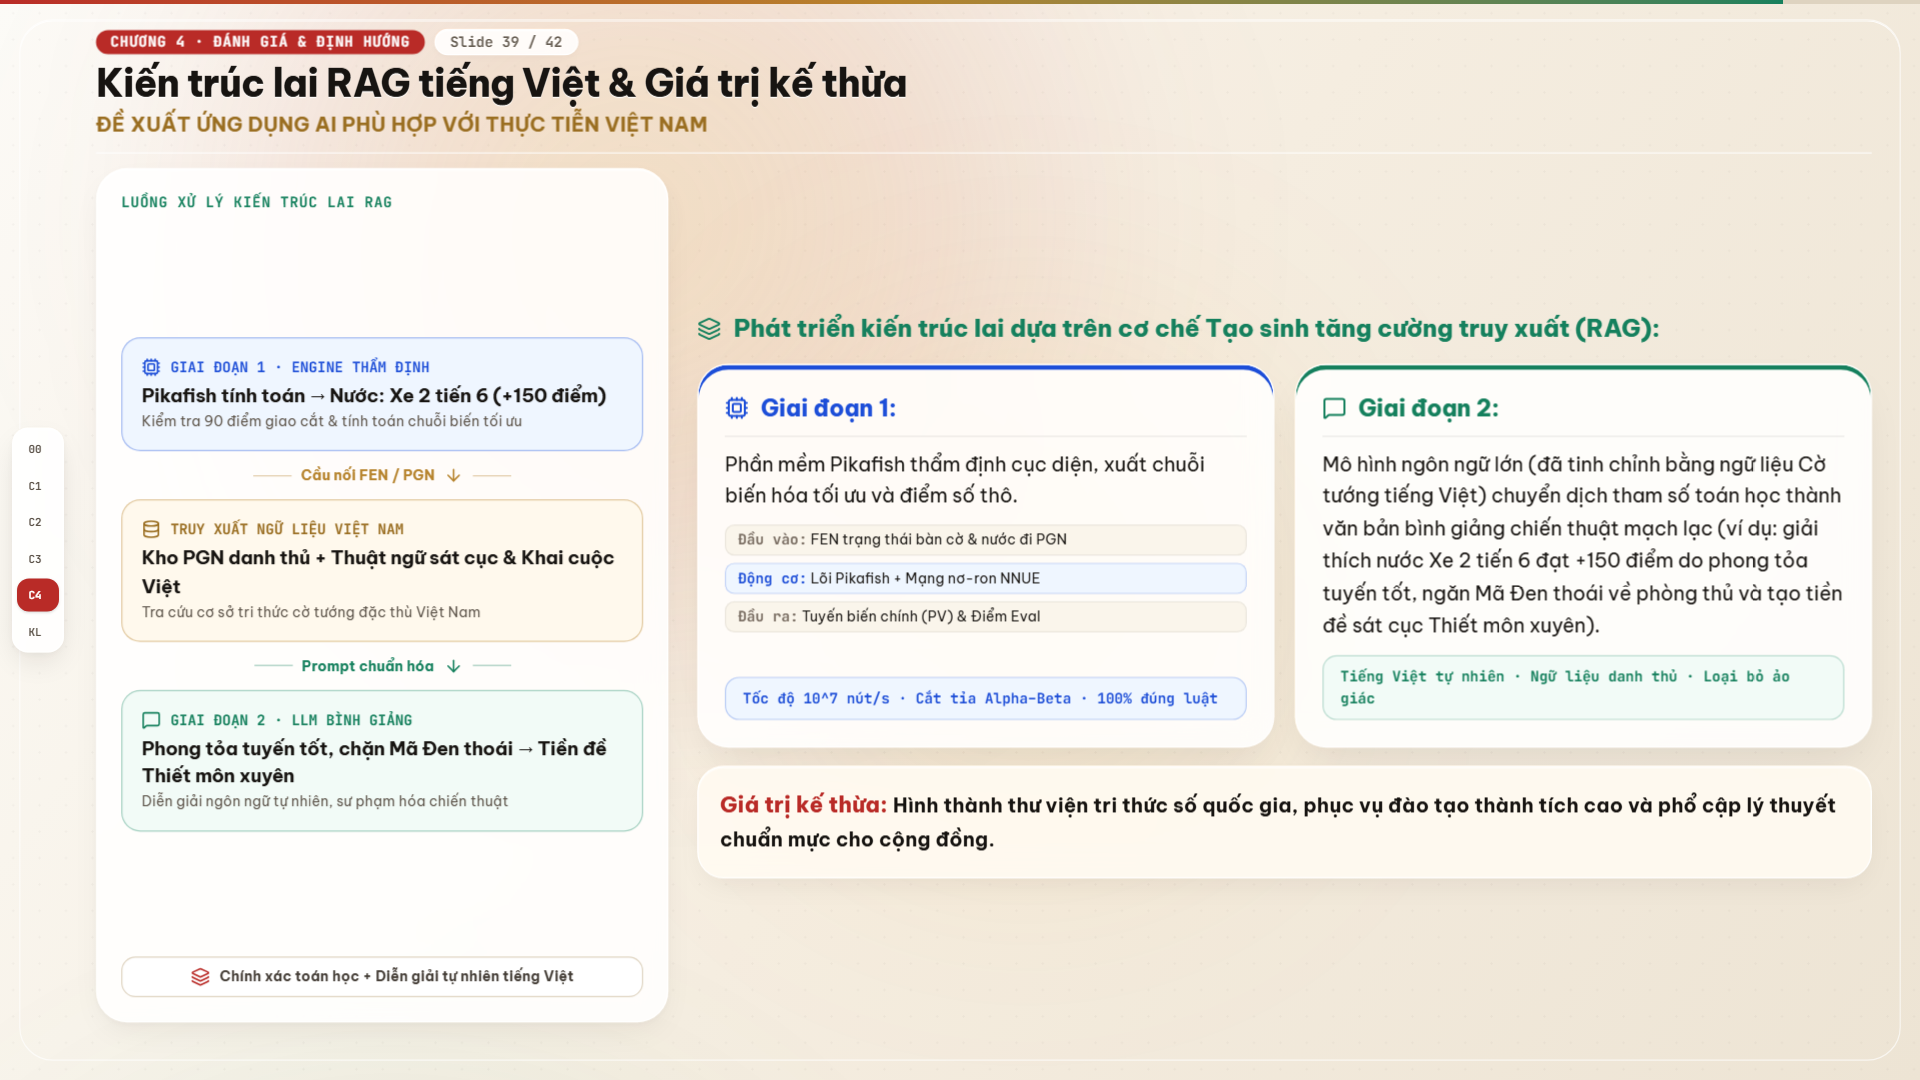 CHƯƠNG 4 · ĐÁNH GIÁ & ĐỊNH HƯỚNG
Slide 39 / 42
Kiến trúc lai RAG tiếng Việt & Giá trị kế thừa
ĐỀ XUẤT ỨNG DỤNG AI PHÙ HỢP VỚI THỰC TIỄN VIỆT NAM
00
C1
C2
C3
C4
KL
LUỒNG XỬ LÝ KIẾN TRÚC LAI RAG
GIAI ĐOẠN 1 · ENGINE THẨM ĐỊNH
Pikafish tính toán → Nước: Xe 2 tiến 6 (+150 điểm)
Kiểm tra 90 điểm giao cắt & tính toán chuỗi biến tối ưu
Cầu nối FEN / PGN ↓
TRUY XUẤT NGỮ LIỆU VIỆT NAM
Kho PGN danh thủ + Thuật ngữ sát cục & Khai cuộc
Việt
Tra cứu cơ sở tri thức cờ tướng đặc thù Việt Nam
Prompt chuẩn hóa ↓
GIAI ĐOẠN 2 · LLM BÌNH GIẢNG
Phong tỏa tuyến tốt, chặn Mã Đen thoái → Tiền đề
Thiết môn xuyên
Diễn giải ngôn ngữ tự nhiên, sư phạm hóa chiến thuật
Chính xác toán học + Diễn giải tự nhiên tiếng Việt
Phát triển kiến trúc lai dựa trên cơ chế Tạo sinh tăng cường truy xuất (RAG):
Giai đoạn 1:
Phần mềm Pikafish thẩm định cục diện, xuất chuỗi
biến hóa tối ưu và điểm số thô.
Đầu vào: FEN trạng thái bàn cờ & nước đi PGN
Động cơ: Lõi Pikafish + Mạng nơ-ron NNUE
Đầu ra: Tuyến biến chính (PV) & Điểm Eval
Tốc độ 10^7 nút/s · Cắt tỉa Alpha-Beta · 100% đúng luật
Giai đoạn 2:
Mô hình ngôn ngữ lớn (đã tinh chỉnh bằng ngữ liệu Cờ
tướng tiếng Việt) chuyển dịch tham số toán học thành
văn bản bình giảng chiến thuật mạch lạc (ví dụ: giải
thích nước Xe 2 tiến 6 đạt +150 điểm do phong tỏa
tuyến tốt, ngăn Mã Đen thoái về phòng thủ và tạo tiền
đề sát cục Thiết môn xuyên).
Tiếng Việt tự nhiên · Ngữ liệu danh thủ · Loại bỏ ảo
giác
Giá trị kế thừa: Hình thành thư viện tri thức số quốc gia, phục vụ đào tạo thành tích cao và phổ cập lý thuyết
chuẩn mực cho cộng đồng.